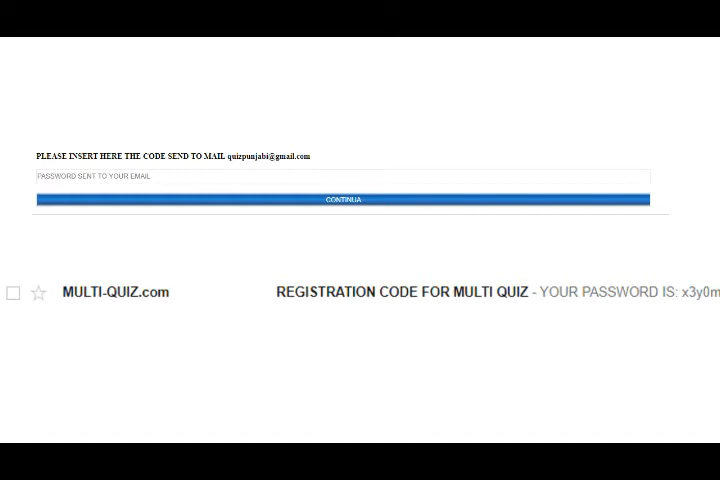 PLEASE INSERT HERE THE CODE SEND TO MAIL quizpunjabi@gmail.com
PASSWORD SENT TO YOUR EMAIL
CONTINUA
MULTI-QUIZ.com REGISTRATION CODE FOR MULTI QUIZ - YOUR PASSWORD IS: x3y0m